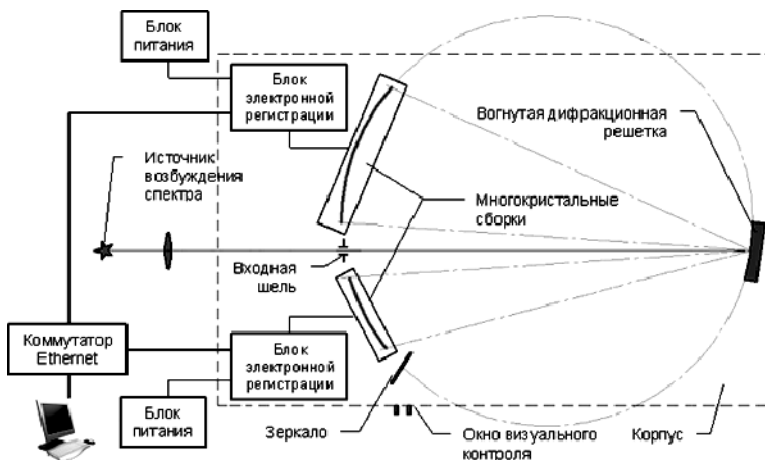 Блок
питания
Блок
электронной
регистрации
Вогнутая дифракционная
решетка
Источник
возбуждения
спектра
Многокристальные
сборки
Входная
щель
Коммутатор
Ethernet
Блок
электронной
регистрации
Блок
питания
Зеркало
Окно визуального
контроля
Корпус